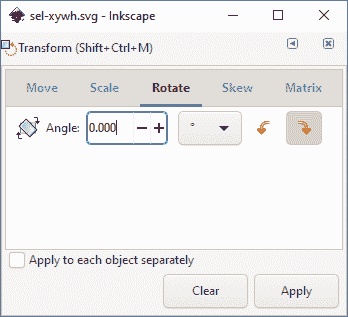 sel-xywh.svg - Inkscape
Transform (Shift+Ctrl+M)
Move Scale Rotate Skew Matrix
Angle: 0.000 − + °
Apply to each object separately
Clear Apply